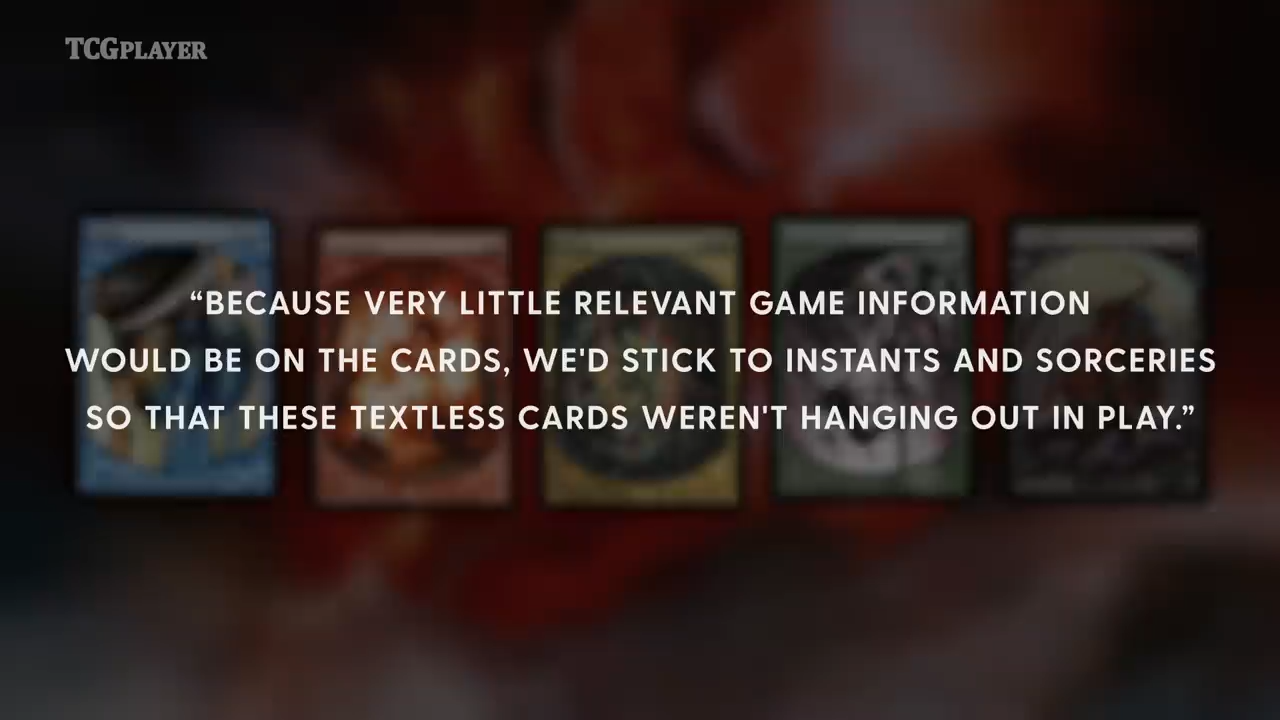 TCGPLAYER
“BECAUSE VERY LITTLE RELEVANT GAME INFORMATION
WOULD BE ON THE CARDS, WE'D STICK TO INSTANTS AND SORCERIES
SO THAT THESE TEXTLESS CARDS WEREN'T HANGING OUT IN PLAY.”